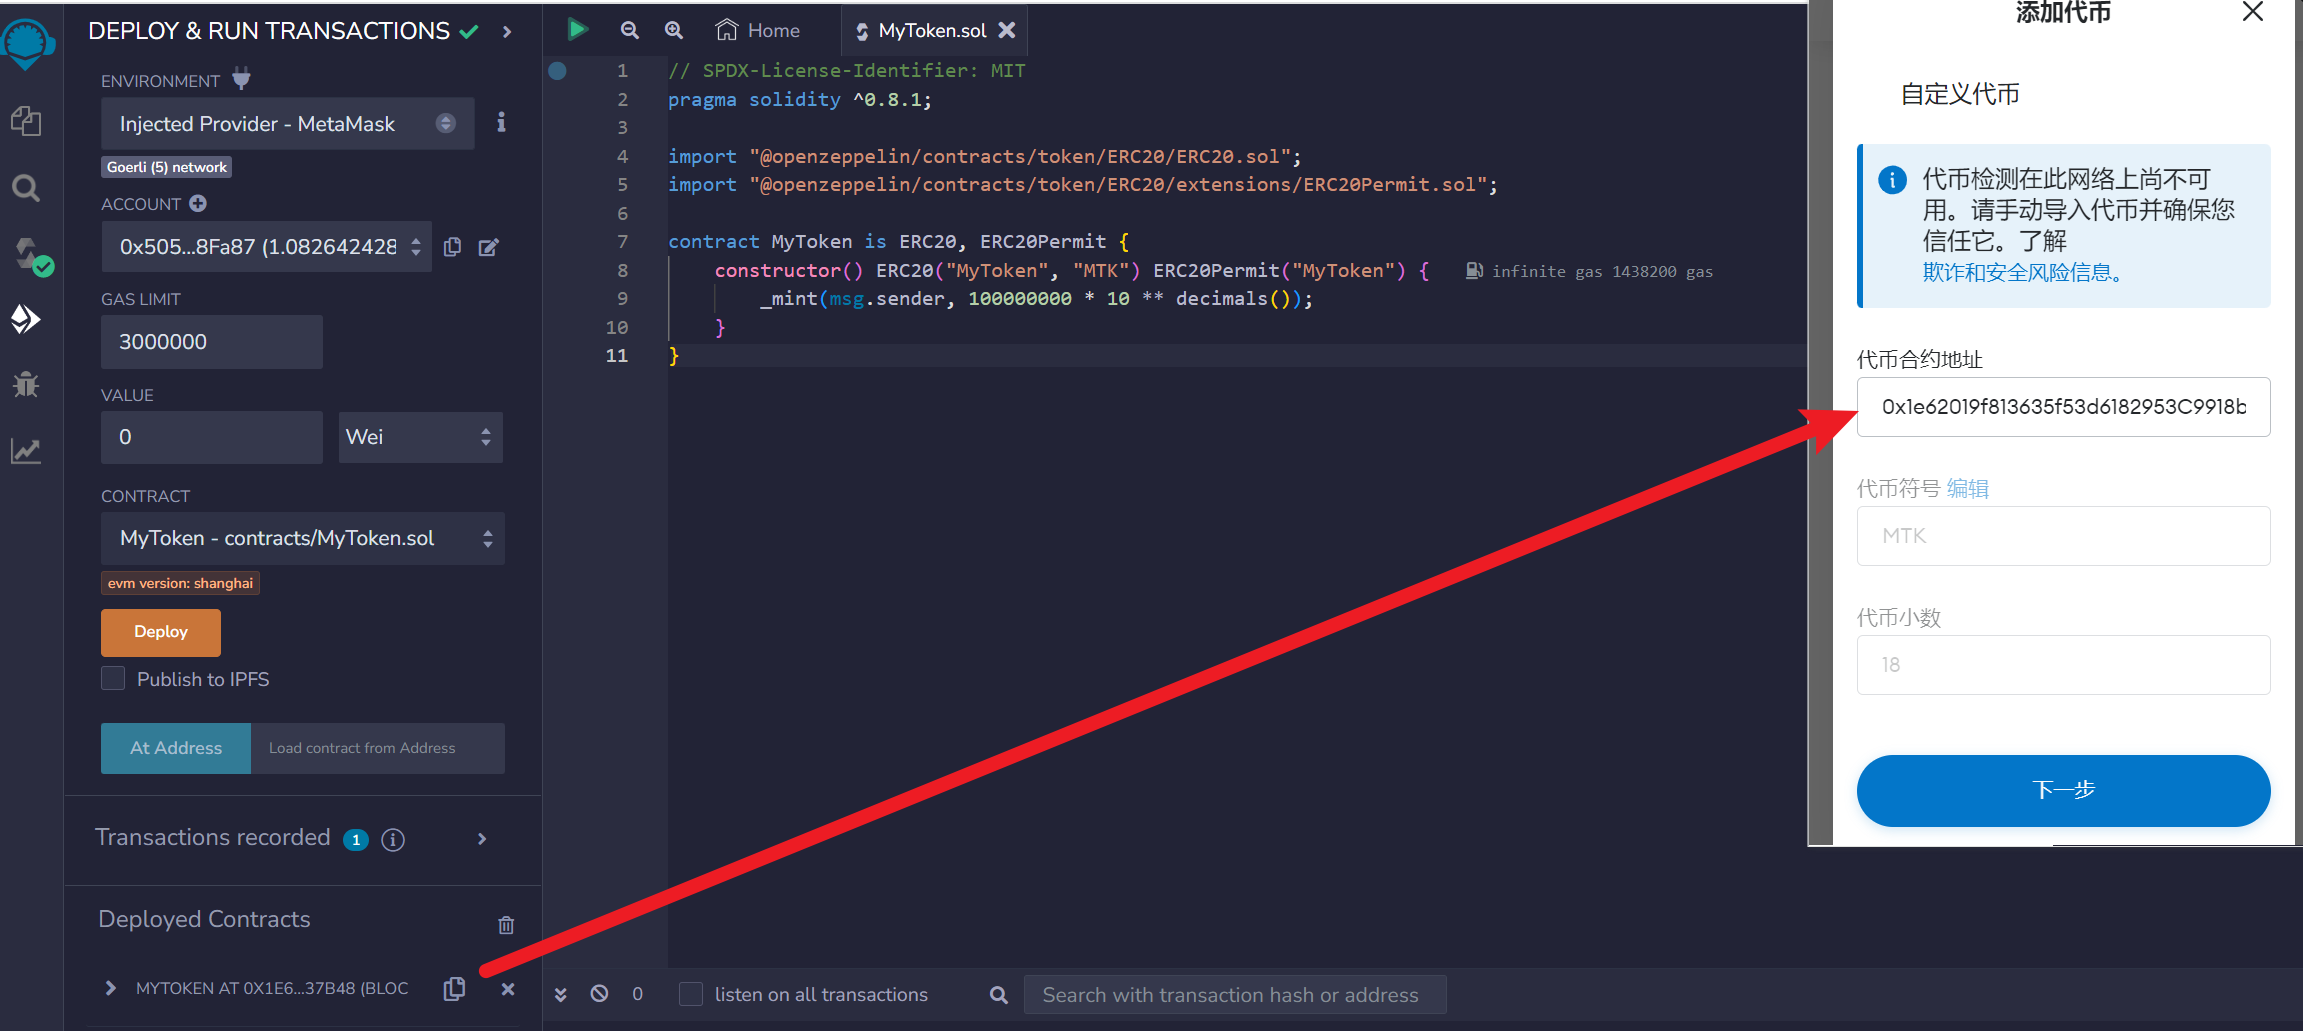 DEPLOY & RUN TRANSACTIONS
ENVIRONMENT
Injected Provider - MetaMask
Goerli (5) network
ACCOUNT
0x505...8Fa87 (1.082642428
GAS LIMIT
3000000
VALUE
0
Wei
CONTRACT
MyToken - contracts/MyToken.sol
evm version: shanghai
Deploy
Publish to IPFS
At Address
Load contract from Address
Transactions recorded 1 i
Deployed Contracts
MYTOKEN AT 0X1E6...37B48 (BLOC
Home
MyToken.sol
1 // SPDX-License-Identifier: MIT
2 pragma solidity ^0.8.1;
3
4 import "@openzeppelin/contracts/token/ERC20/ERC20.sol";
5 import "@openzeppelin/contracts/token/ERC20/extensions/ERC20Permit.sol";
6
7 contract MyToken is ERC20, ERC20Permit {
8 constructor() ERC20("MyToken", "MTK") ERC20Permit("MyToken") { infinite gas 1438200 gas
9 _mint(msg.sender, 100000000 * 10 ** decimals());
10 }
11 }
0
listen on all transactions
Search with transaction hash or address
添加代币
自定义代币
代币检测在此网络上尚不可
用。请手动导入代币并确保您
信任它。了解
欺诈和安全风险信息。
代币合约地址
0x1e62019f813635f53d6182953C9918b
代币符号 编辑
MTK
代币小数
18
下一步